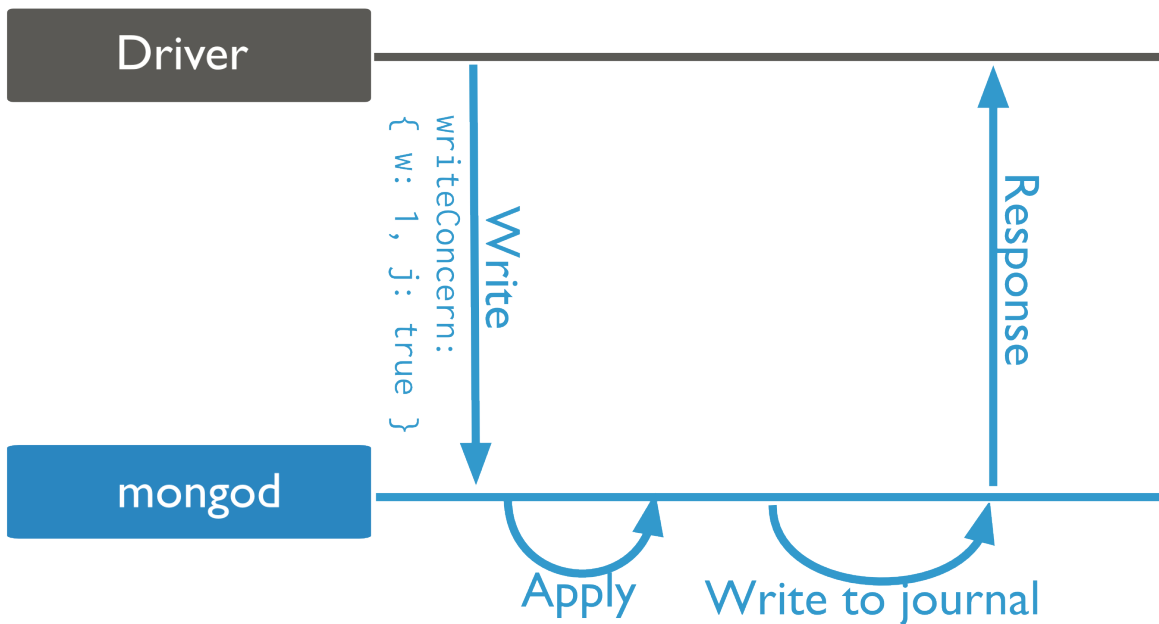 Driver
writeConcern:
{ w: 1, j: true }
Write
Response
mongod
Apply
Write to journal